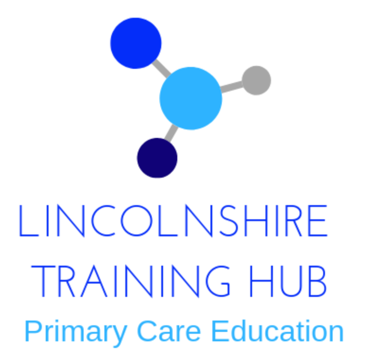 LINCOLNSHIRE
TRAINING HUB
Primary Care Education